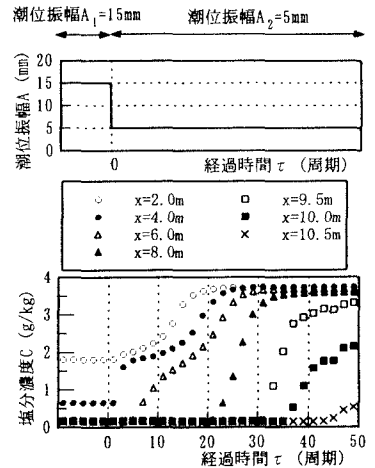 潮位振幅A₁=15mm 潮位振幅A₂=5mm
潮位振幅A (mm)
20
15
10
5
0
0
経過時間τ (周期)
○ x=2.0m
● x=4.0m
△ x=6.0m
▲ x=8.0m
□ x=9.5m
■ x=10.0m
× x=10.5m
塩分濃度C (g/kg)
4
3
2
1
0
-10 0 10 20 30 40 50
経過時間τ (周期)